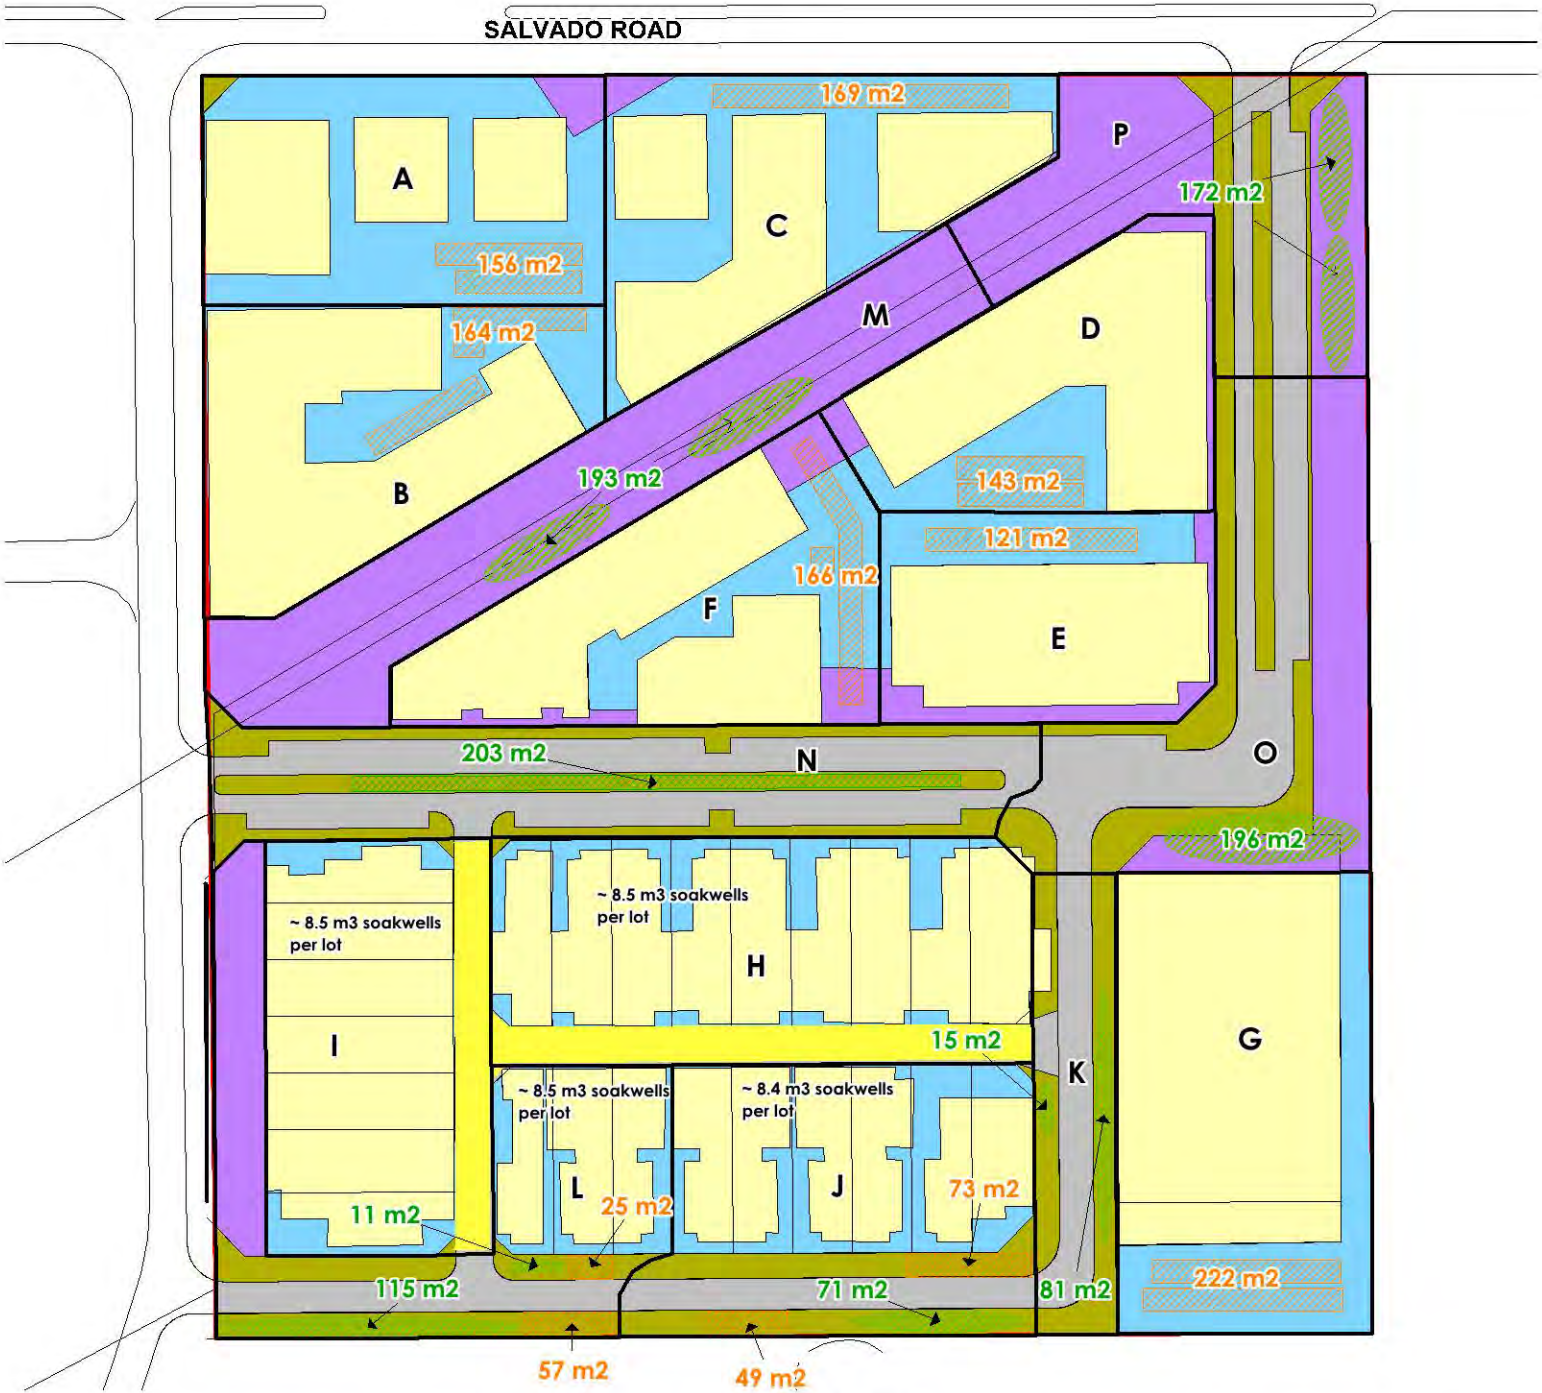 SALVADO ROAD
169 m2
P
A
172 m2
C
156 m2
M
164 m2
D
193 m2
143 m2
B
121 m2
166 m2
F
E
203 m2
N
O
196 m2
~ 8.5 m3 soakwells
per lot
~ 8.5 m3 soakwells
per lot
H
I
15 m2
G
K
~ 8.5 m3 soakwells
per lot
~ 8.4 m3 soakwells
per lot
L
J
73 m2
25 m2
11 m2
222 m2
115 m2
71 m2
81 m2
57 m2
49 m2